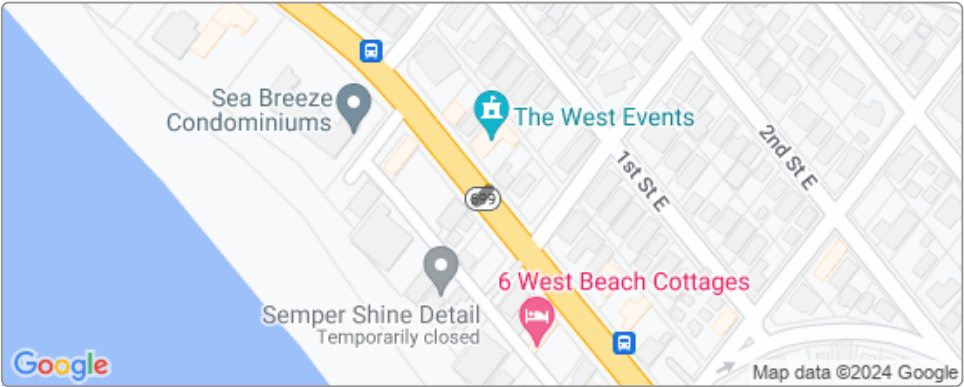 Sea Breeze
Condominiums
The West Events
1st St E
2nd St E
699
6 West Beach Cottages
Semper Shine Detail
Temporarily closed
Google
Map data ©2024 Google